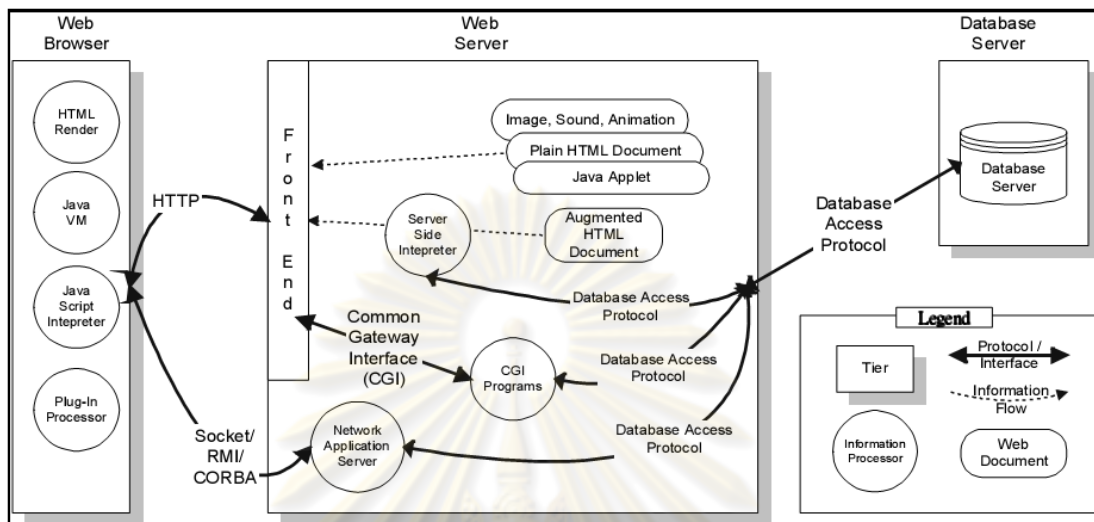 Web
Browser
Web
Server
Database
Server
HTML
Render
Java
VM
Java
Script
Intepreter
Plug-In
Processor
HTTP
Socket/
RMI/
CORBA
F
r
o
n
t
E
n
d
Image, Sound, Animation
Plain HTML Document
Java Applet
Server
Side
Intepreter
Augmented
HTML
Document
Database Access
Protocol
Common
Gateway
Interface
(CGI)
CGI
Programs
Database Access
Protocol
Network
Application
Server
Database Access
Protocol
Database
Access
Protocol
Database
Server
Legend
Tier
Protocol /
Interface
Information
Flow
Information
Processor
Web
Document